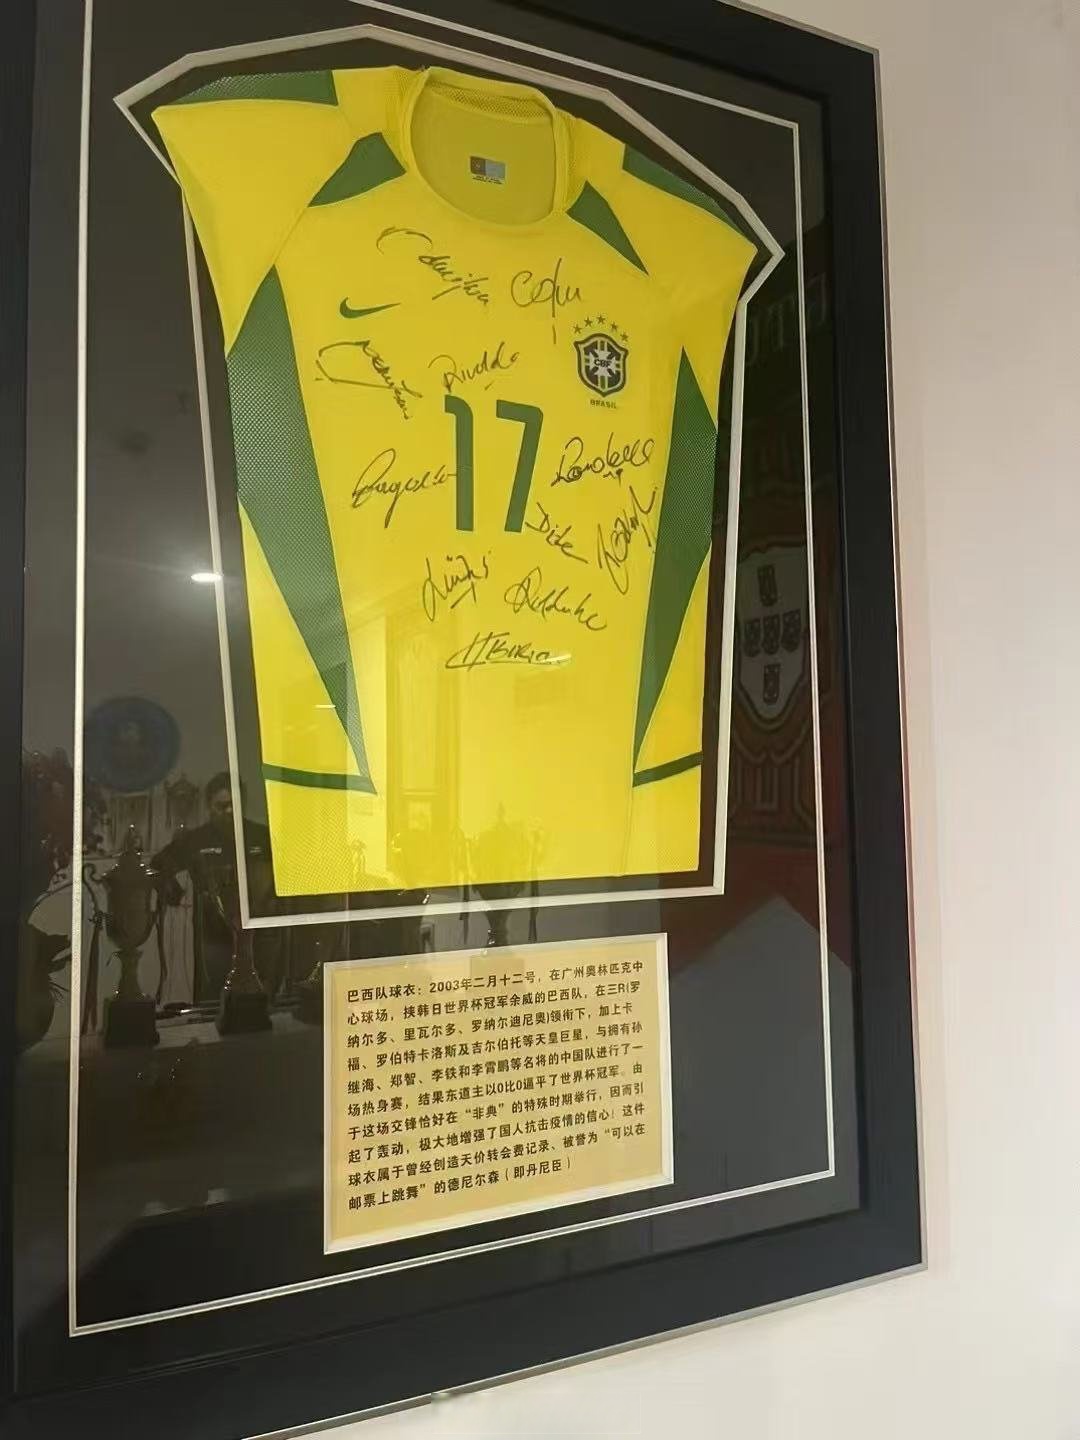 Cafu
Rivaldo
CBF
BRASIL
17
Dida
巴西队球衣：2003年二月十二号，在广州奥林匹克中
心球场，挟韩日世界杯冠军余威的巴西队，在三R(罗
纳尔多、里瓦尔多、罗纳尔迪尼奥)领衔下，加上卡
福、罗伯特卡洛斯及吉尔伯托等天皇巨星，与拥有孙
继海、郑智、李铁和李霄鹏等名将的中国队进行了一
场热身赛，结果东道主以0比0逼平了世界杯冠军。由
于这场交锋恰好在“非典”的特殊时期举行，因而引
起了轰动，极大地增强了国人抗击疫情的信心！这件
球衣属于曾经创造天价转会费记录、被誉为“可以在
邮票上跳舞”的德尼尔森（即丹尼臣）